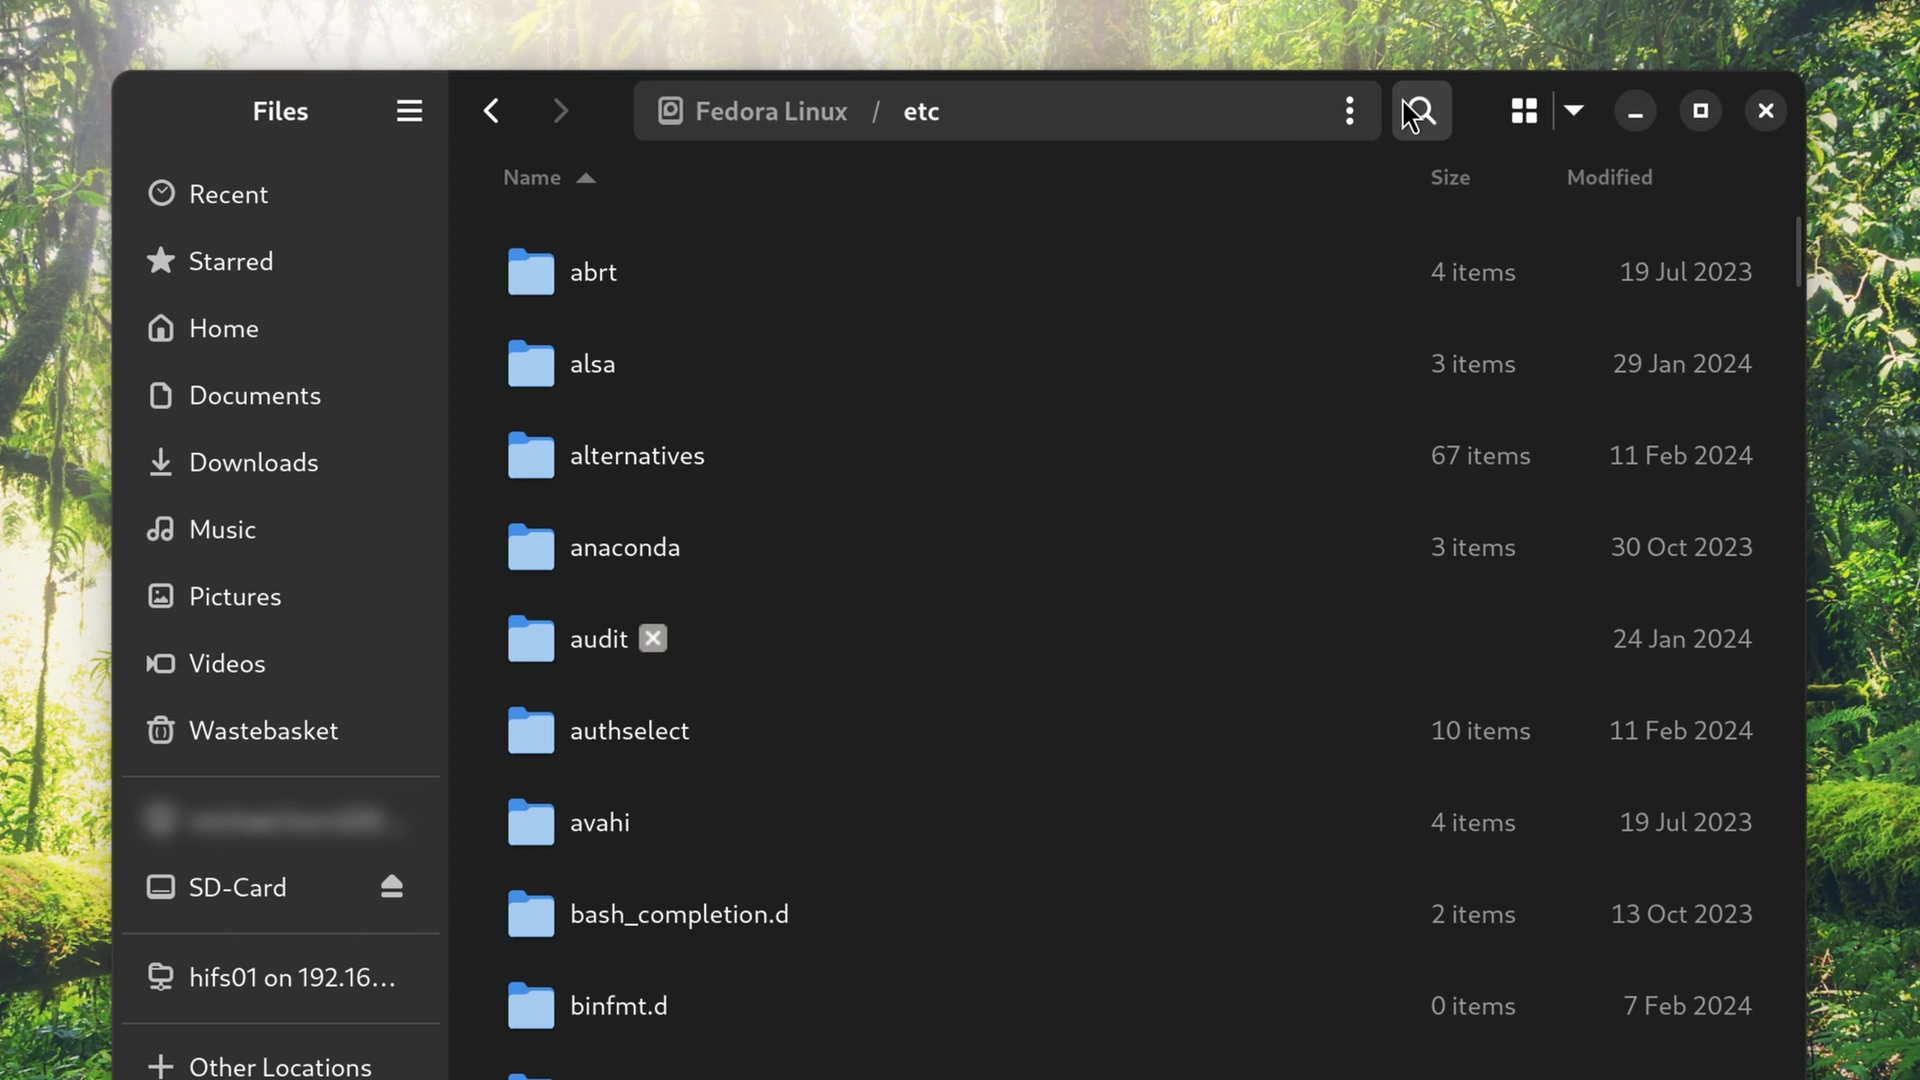 Files
Fedora Linux / etc
Name Size Modified
Recent
Starred
Home
Documents
Downloads
Music
Pictures
Videos
Wastebasket
SD-Card
hifs01 on 192.16…
Other Locations
abrt 4 items 19 Jul 2023
alsa 3 items 29 Jan 2024
alternatives 67 items 11 Feb 2024
anaconda 3 items 30 Oct 2023
audit 24 Jan 2024
authselect 10 items 11 Feb 2024
avahi 4 items 19 Jul 2023
bash_completion.d 2 items 13 Oct 2023
binfmt.d 0 items 7 Feb 2024